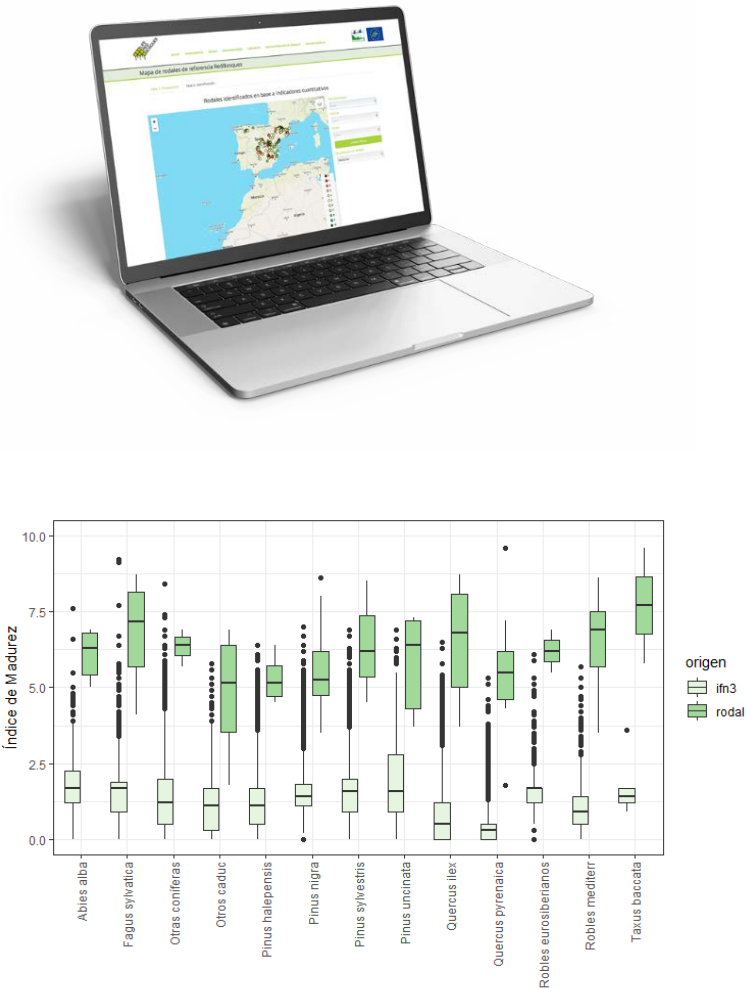 Mapa de rodales de referencia RedBosques
Rodales identificados en base a indicadores cuantitativos
10.0
7.5
5.0
2.5
0.0
Índice de Madurez
Abies alba
Fagus sylvatica
Otras coníferas
Otros caduc
Pinus halepensis
Pinus nigra
Pinus sylvestris
Pinus uncinata
Quercus ilex
Quercus pyrenaica
Robles eurosiberianos
Robles mediterr
Taxus baccata
origen
ifn3
rodal